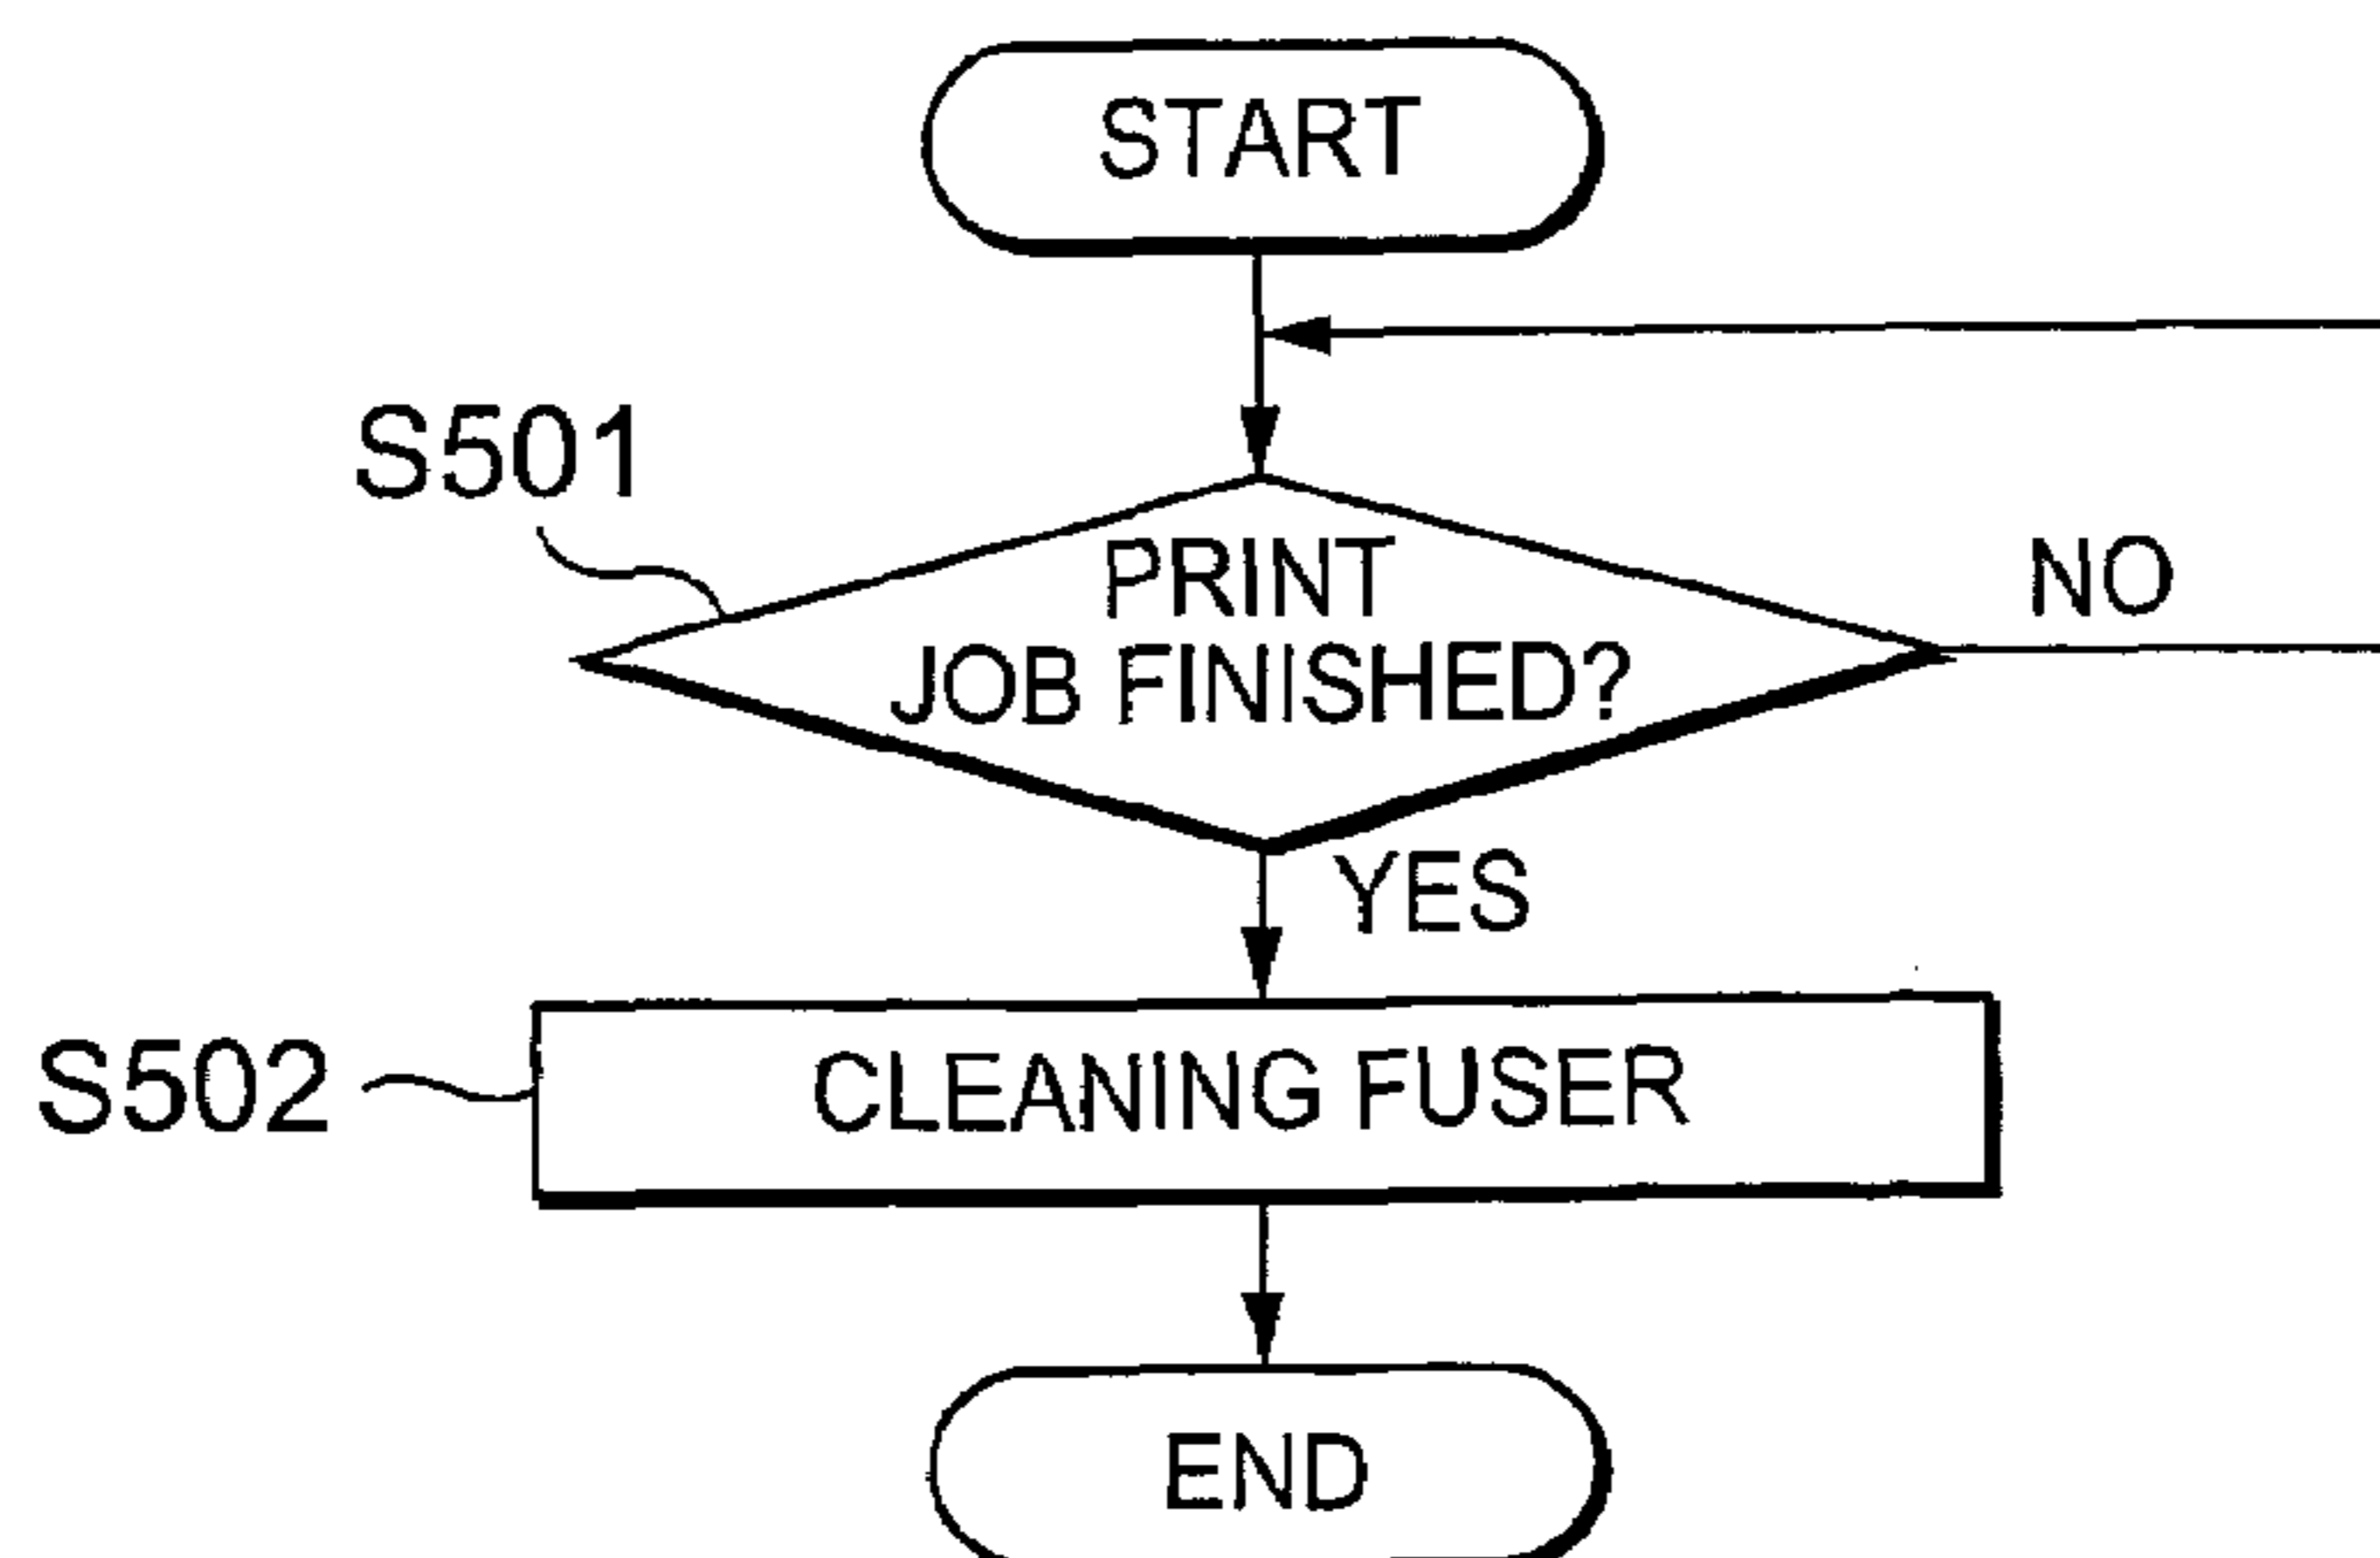 START
S501
PRINT
JOB FINISHED?
NO
YES
S502
CLEANING FUSER
END